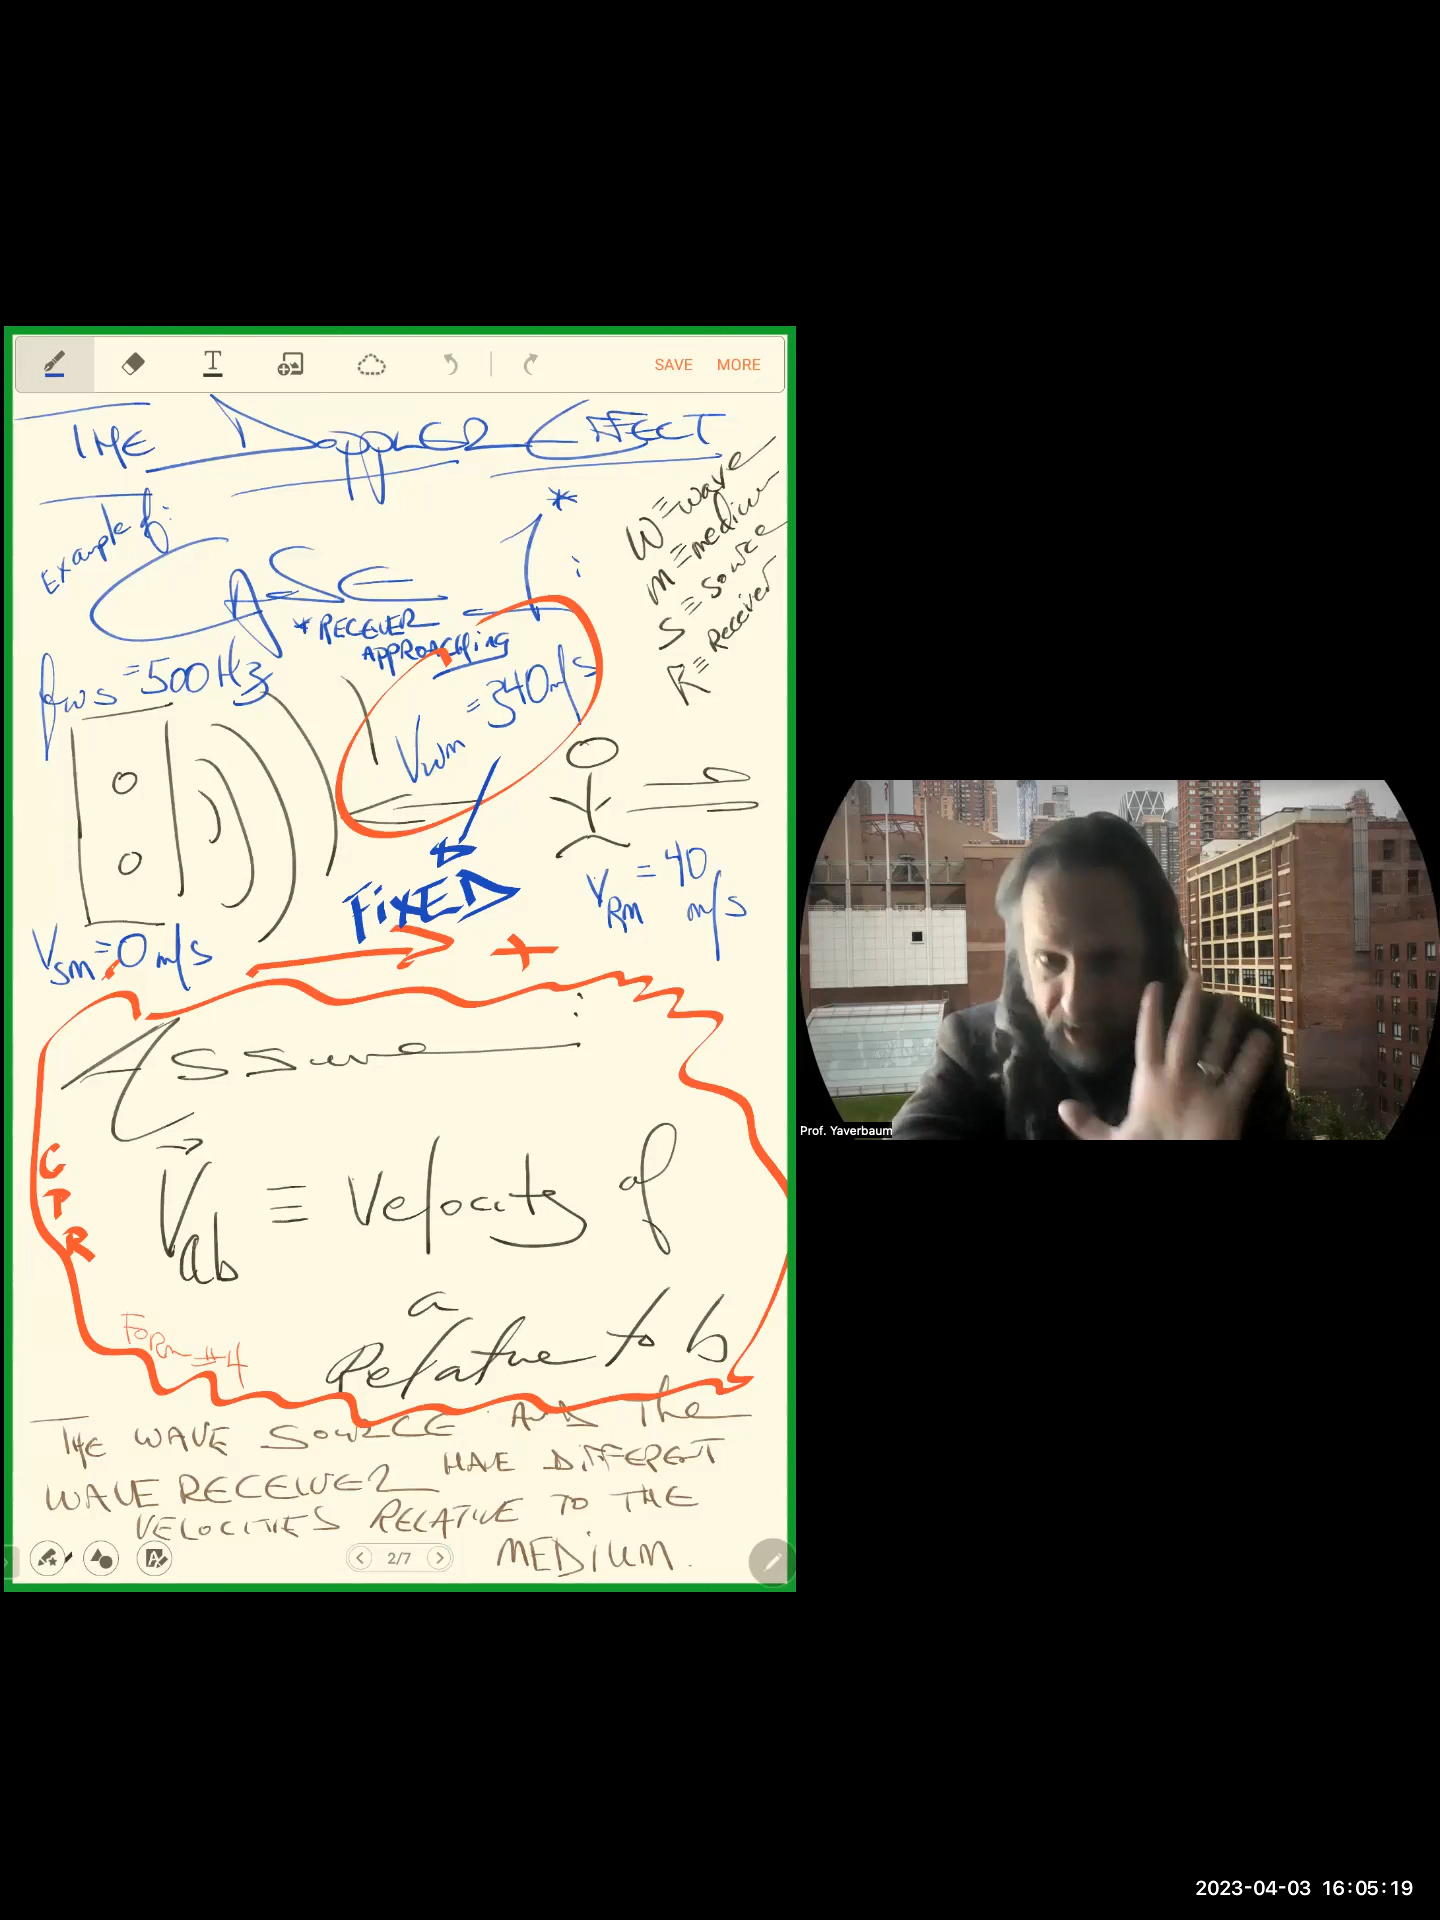 SAVE MORE
THE DOPPLER EFFECT
Example of:
CASE 1* :
* RECEIVER
APPROACHING
W ≡ wave
m ≡ medium
S ≡ Source
R ≡ Receiver
fws = 500 Hz
Vwm = 340 m/s
FiXED
VRm = 40 m/s
Vsm = 0 m/s
+
Assume :
CTR
Vab ≡ Velocity of
a
Relative to b
Form #4
THE WAVE SOURCE AND The
WAVE RECEIVER HAVE DIFFERENT
VELOCITIES RELATIVE TO THE
MEDiUM.
2/7
Prof. Yaverbaum
2023-04-03 16:05:19